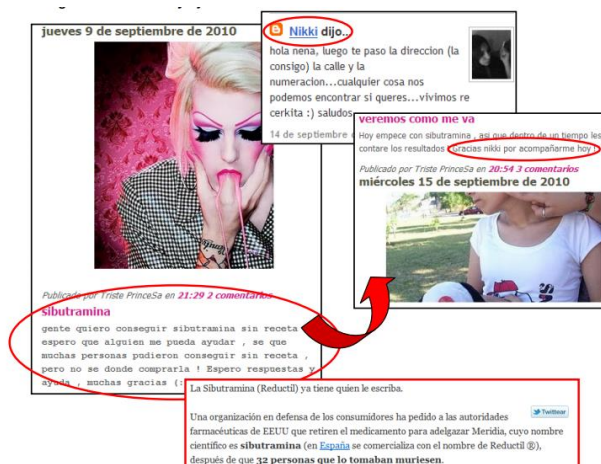 jueves 9 de septiembre de 2010
Publicado por Triste PrinceSa en 21:29 2 comentarios
sibutramina
gente quiero conseguir sibutramina sin receta
espero que alguien me pueda ayudar , se que
muchas personas pudieron conseguir sin receta ,
pero no se donde comprarla ! Espero respuestas y
ayuda , muchas gracias (:
Nikki dijo...
hola nena, luego te paso la direccion (la
consigo) la calle y la
numeracion...cualquier cosa nos
podemos encontrar si queres...vivimos re
cerkita :) saludos
14 de septiembre
veremos como me va
Hoy empece con sibutramina , asi que dentro de un tiempo les
contare los resultados Gracias nikki por acompañarme hoy !
Publicado por Triste PrinceSa en 20:54 3 comentarios
miércoles 15 de septiembre de 2010
La Sibutramina (Reductil) ya tiene quien le escriba.
Twittear
Una organización en defensa de los consumidores ha pedido a las autoridades
farmacéuticas de EEUU que retiren el medicamento para adelgazar Meridia, cuyo nombre
científico es sibutramina (en España se comercializa con el nombre de Reductil ®),
después de que 32 personas que lo tomaban muriesen.